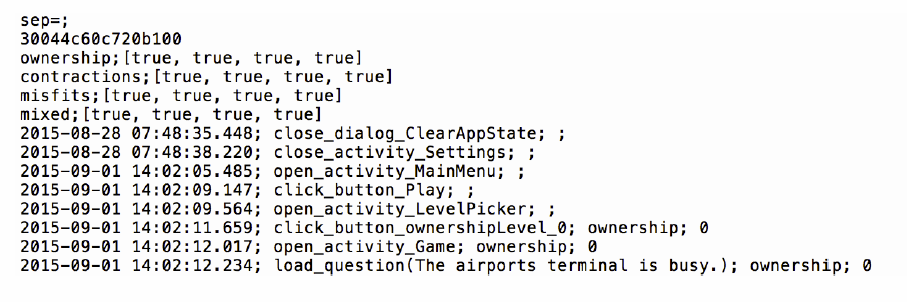 sep=;
30044c60c720b100
ownership;[true, true, true, true]
contractions;[true, true, true, true]
misfits;[true, true, true, true]
mixed;[true, true, true, true]
2015-08-28 07:48:35.448; close_dialog_ClearAppState; ;
2015-08-28 07:48:38.220; close_activity_Settings; ;
2015-09-01 14:02:05.485; open_activity_MainMenu; ;
2015-09-01 14:02:09.147; click_button_Play; ;
2015-09-01 14:02:09.564; open_activity_LevelPicker; ;
2015-09-01 14:02:11.659; click_button_ownershipLevel_0; ownership; 0
2015-09-01 14:02:12.017; open_activity_Game; ownership; 0
2015-09-01 14:02:12.234; load_question(The airports terminal is busy.); ownership; 0